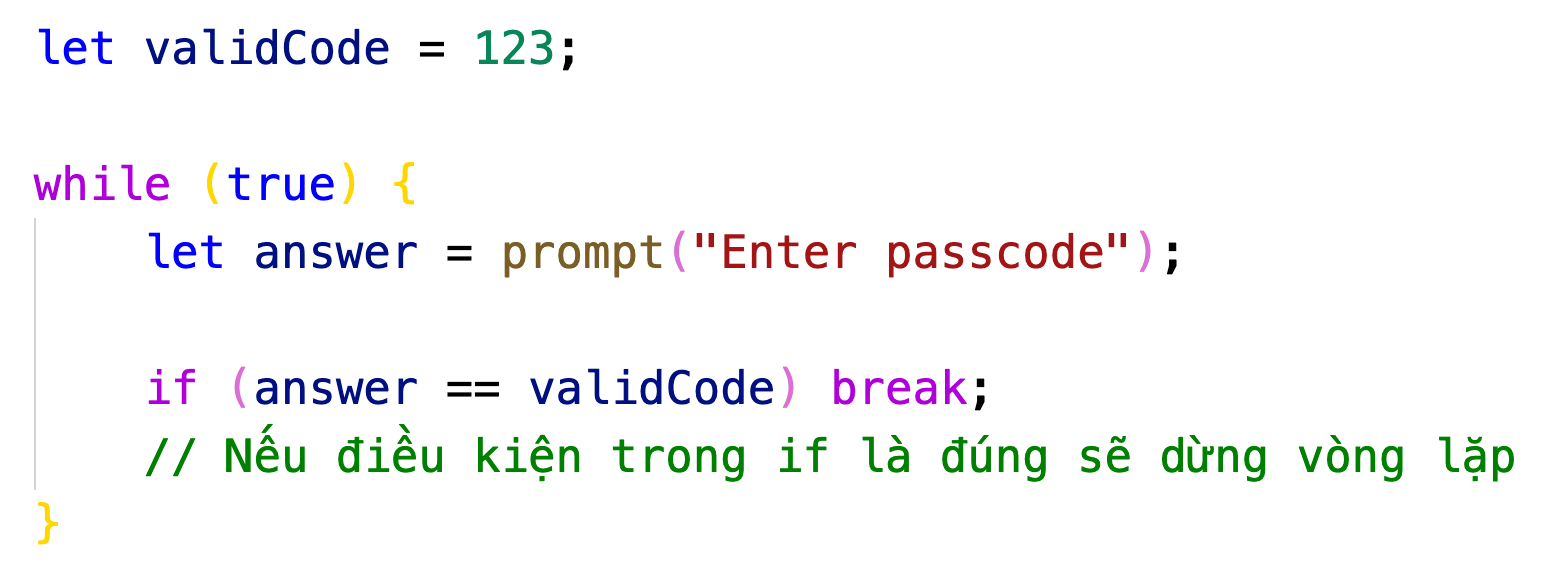 let validCode = 123;
while (true) {
let answer = prompt("Enter passcode");
if (answer == validCode) break;
// Nếu điều kiện trong if là đúng sẽ dừng vòng lặp
}